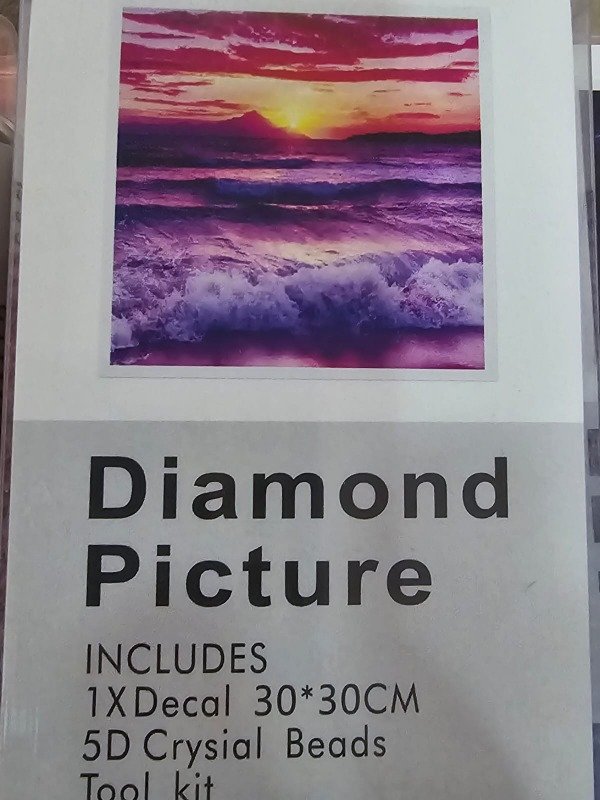 Diamond
Picture
INCLUDES
1XDecal 30*30CM
5D Crysial Beads
Tool kit